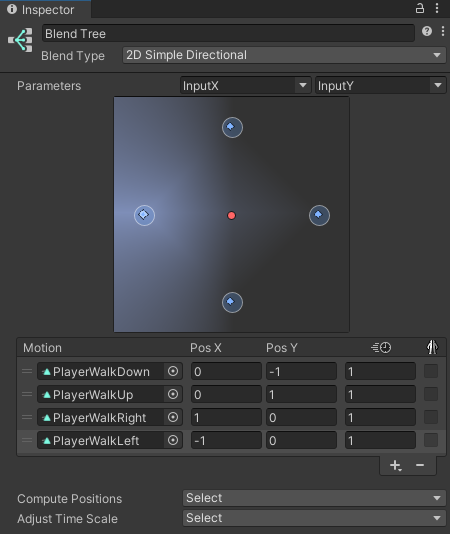 Inspector
Blend Tree
Blend Type 2D Simple Directional
Parameters InputX InputY
Motion Pos X Pos Y
PlayerWalkDown 0 -1 1
PlayerWalkUp 0 1 1
PlayerWalkRight 1 0 1
PlayerWalkLeft -1 0 1
+ −
Compute Positions Select
Adjust Time Scale Select